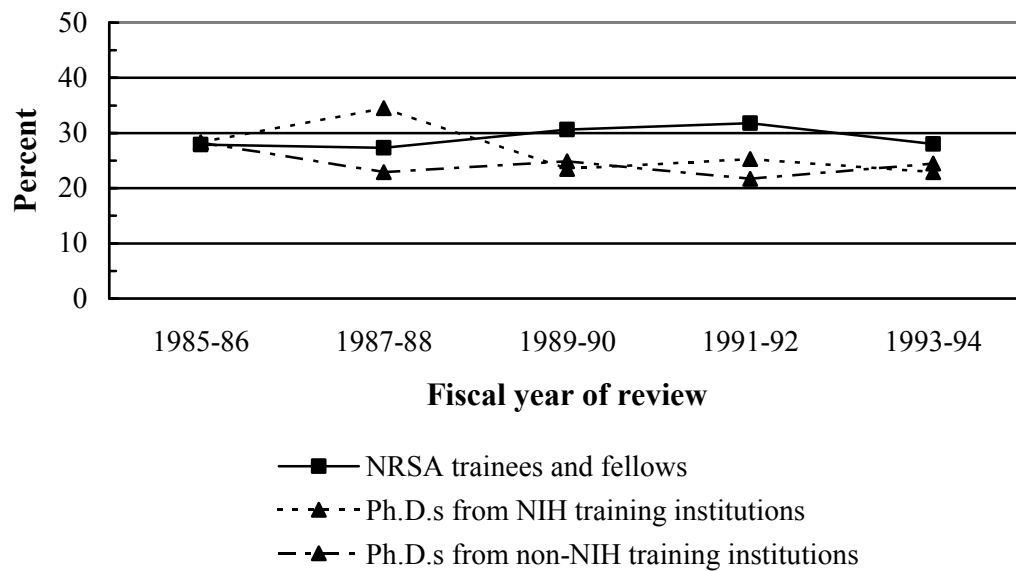 50
40
30
20
10
0
Percent
1985-86 1987-88 1989-90 1991-92 1993-94
Fiscal year of review
NRSA trainees and fellows
Ph.D.s from NIH training institutions
Ph.D.s from non-NIH training institutions